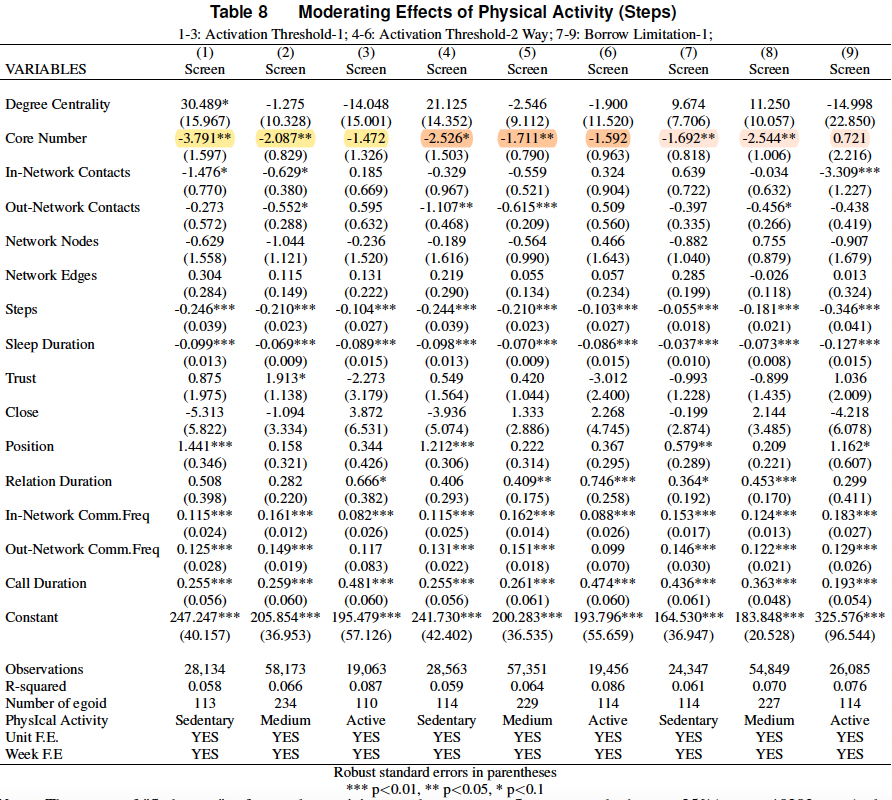 Table 8 Moderating Effects of Physical Activity (Steps)
1-3: Activation Threshold-1; 4-6: Activation Threshold-2 Way; 7-9: Borrow Limitation-1;
(1) (2) (3) (4) (5) (6) (7) (8) (9)
VARIABLES Screen Screen Screen Screen Screen Screen Screen Screen Screen
Degree Centrality 30.489* -1.275 -14.048 21.125 -2.546 -1.900 9.674 11.250 -14.998
(15.967) (10.328) (15.001) (14.352) (9.112) (11.520) (7.706) (10.057) (22.850)
Core Number -3.791** -2.087** -1.472 -2.526* -1.711** -1.592 -1.692** -2.544** 0.721
(1.597) (0.829) (1.326) (1.503) (0.790) (0.963) (0.818) (1.006) (2.216)
In-Network Contacts -1.476* -0.629* 0.185 -0.329 -0.559 0.324 0.639 -0.034 -3.309***
(0.770) (0.380) (0.669) (0.967) (0.521) (0.904) (0.722) (0.632) (1.227)
Out-Network Contacts -0.273 -0.552* 0.595 -1.107** -0.615*** 0.509 -0.397 -0.456* -0.438
(0.572) (0.288) (0.632) (0.468) (0.209) (0.560) (0.335) (0.266) (0.419)
Network Nodes -0.629 -1.044 -0.236 -0.189 -0.564 0.466 -0.882 0.755 -0.907
(1.558) (1.121) (1.520) (1.616) (0.990) (1.643) (1.040) (0.879) (1.679)
Network Edges 0.304 0.115 0.131 0.219 0.055 0.057 0.285 -0.026 0.013
(0.284) (0.149) (0.222) (0.290) (0.134) (0.234) (0.199) (0.118) (0.324)
Steps -0.246*** -0.210*** -0.104*** -0.244*** -0.210*** -0.103*** -0.055*** -0.181*** -0.346***
(0.039) (0.023) (0.027) (0.039) (0.023) (0.027) (0.018) (0.021) (0.041)
Sleep Duration -0.099*** -0.069*** -0.089*** -0.098*** -0.070*** -0.086*** -0.037*** -0.073*** -0.127***
(0.013) (0.009) (0.015) (0.013) (0.009) (0.015) (0.010) (0.008) (0.015)
Trust 0.875 1.913* -2.273 0.549 0.420 -3.012 -0.993 -0.899 1.036
(1.975) (1.138) (3.179) (1.564) (1.044) (2.400) (1.228) (1.435) (2.009)
Close -5.313 -1.094 3.872 -3.936 1.333 2.268 -0.199 2.144 -4.218
(5.822) (3.334) (6.531) (5.074) (2.886) (4.745) (2.874) (3.485) (6.078)
Position 1.441*** 0.158 0.344 1.212*** 0.222 0.367 0.579** 0.209 1.162*
(0.346) (0.321) (0.426) (0.306) (0.314) (0.295) (0.289) (0.221) (0.607)
Relation Duration 0.508 0.282 0.666* 0.406 0.409** 0.746*** 0.364* 0.453*** 0.299
(0.398) (0.220) (0.382) (0.293) (0.175) (0.258) (0.192) (0.170) (0.411)
In-Network Comm.Freq 0.115*** 0.161*** 0.082*** 0.115*** 0.162*** 0.088*** 0.153*** 0.124*** 0.183***
(0.024) (0.012) (0.026) (0.025) (0.014) (0.026) (0.017) (0.013) (0.027)
Out-Network Comm.Freq 0.125*** 0.149*** 0.117 0.131*** 0.151*** 0.099 0.146*** 0.122*** 0.129***
(0.028) (0.019) (0.083) (0.022) (0.018) (0.070) (0.030) (0.021) (0.026)
Call Duration 0.255*** 0.259*** 0.481*** 0.255*** 0.261*** 0.474*** 0.436*** 0.363*** 0.193***
(0.056) (0.060) (0.060) (0.056) (0.061) (0.060) (0.061) (0.048) (0.054)
Constant 247.247*** 205.854*** 195.479*** 241.730*** 200.283*** 193.796*** 164.530*** 183.848*** 325.576***
(40.157) (36.953) (57.126) (42.402) (36.535) (55.659) (36.947) (20.528) (96.544)
Observations 28,134 58,173 19,063 28,563 57,351 19,456 24,347 54,849 26,085
R-squared 0.058 0.066 0.087 0.059 0.064 0.086 0.061 0.070 0.076
Number of egoid 113 234 110 114 229 114 114 227 114
PhysIcal Activity Sedentary Medium Active Sedentary Medium Active Sedentary Medium Active
Unit F.E. YES YES YES YES YES YES YES YES YES
Week F.E YES YES YES YES YES YES YES YES YES
Robust standard errors in parentheses
*** p<0.01, ** p<0.05, * p<0.1